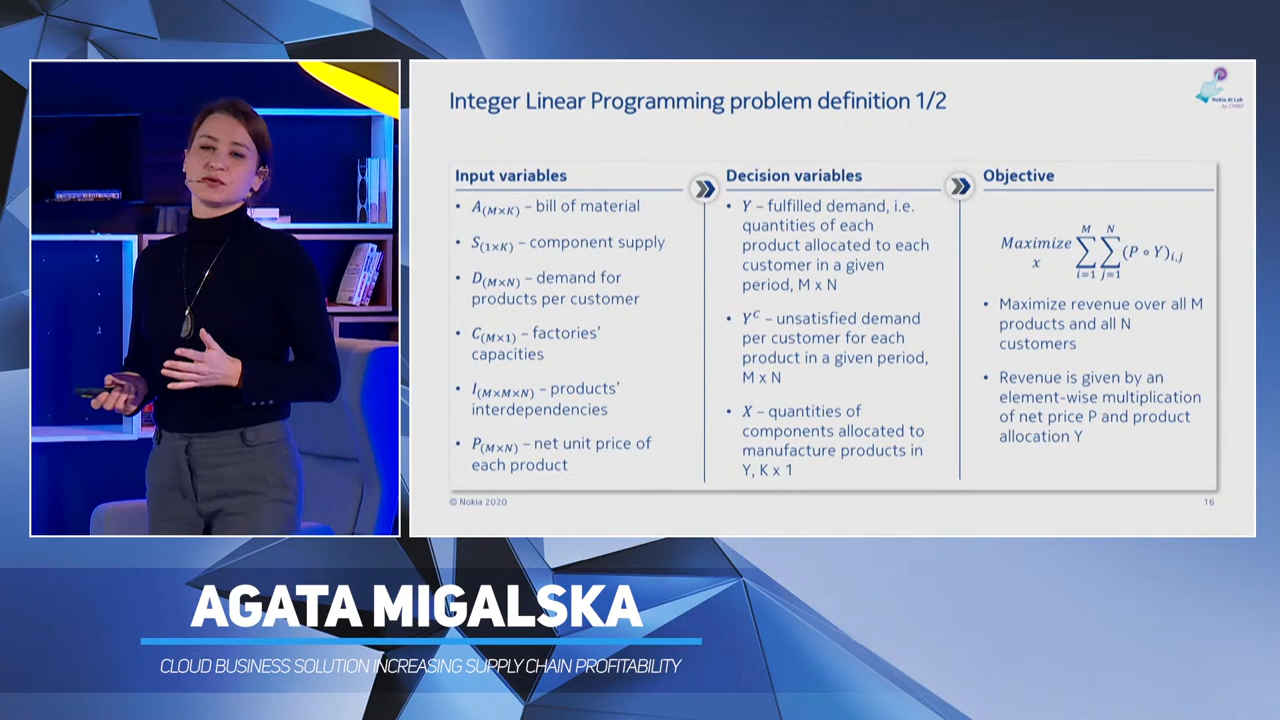 Integer Linear Programming problem definition 1/2
Nokia AI Lab
by CMO IT
Input variables
• A(M×K) – bill of material
• S(1×K) – component supply
• D(M×N) – demand for
products per customer
• C(M×1) – factories'
capacities
• I(M×M×N) – products'
interdependencies
• P(M×N) – net unit price of
each product
Decision variables
• Y – fulfilled demand, i.e.
quantities of each
product allocated to each
customer in a given
period, M x N
• Y^C – unsatisfied demand
per customer for each
product in a given period,
M x N
• X – quantities of
components allocated to
manufacture products in
Y, K x 1
Objective
Maximize ∑ᵢ₌₁ᴹ ∑ⱼ₌₁ᴺ (P ∘ Y)i,j
x
• Maximize revenue over all M
products and all N
customers
• Revenue is given by an
element-wise multiplication
of net price P and product
allocation Y
© Nokia 2020
16
AGATA MIGALSKA
CLOUD BUSINESS SOLUTION INCREASING SUPPLY CHAIN PROFITABILITY